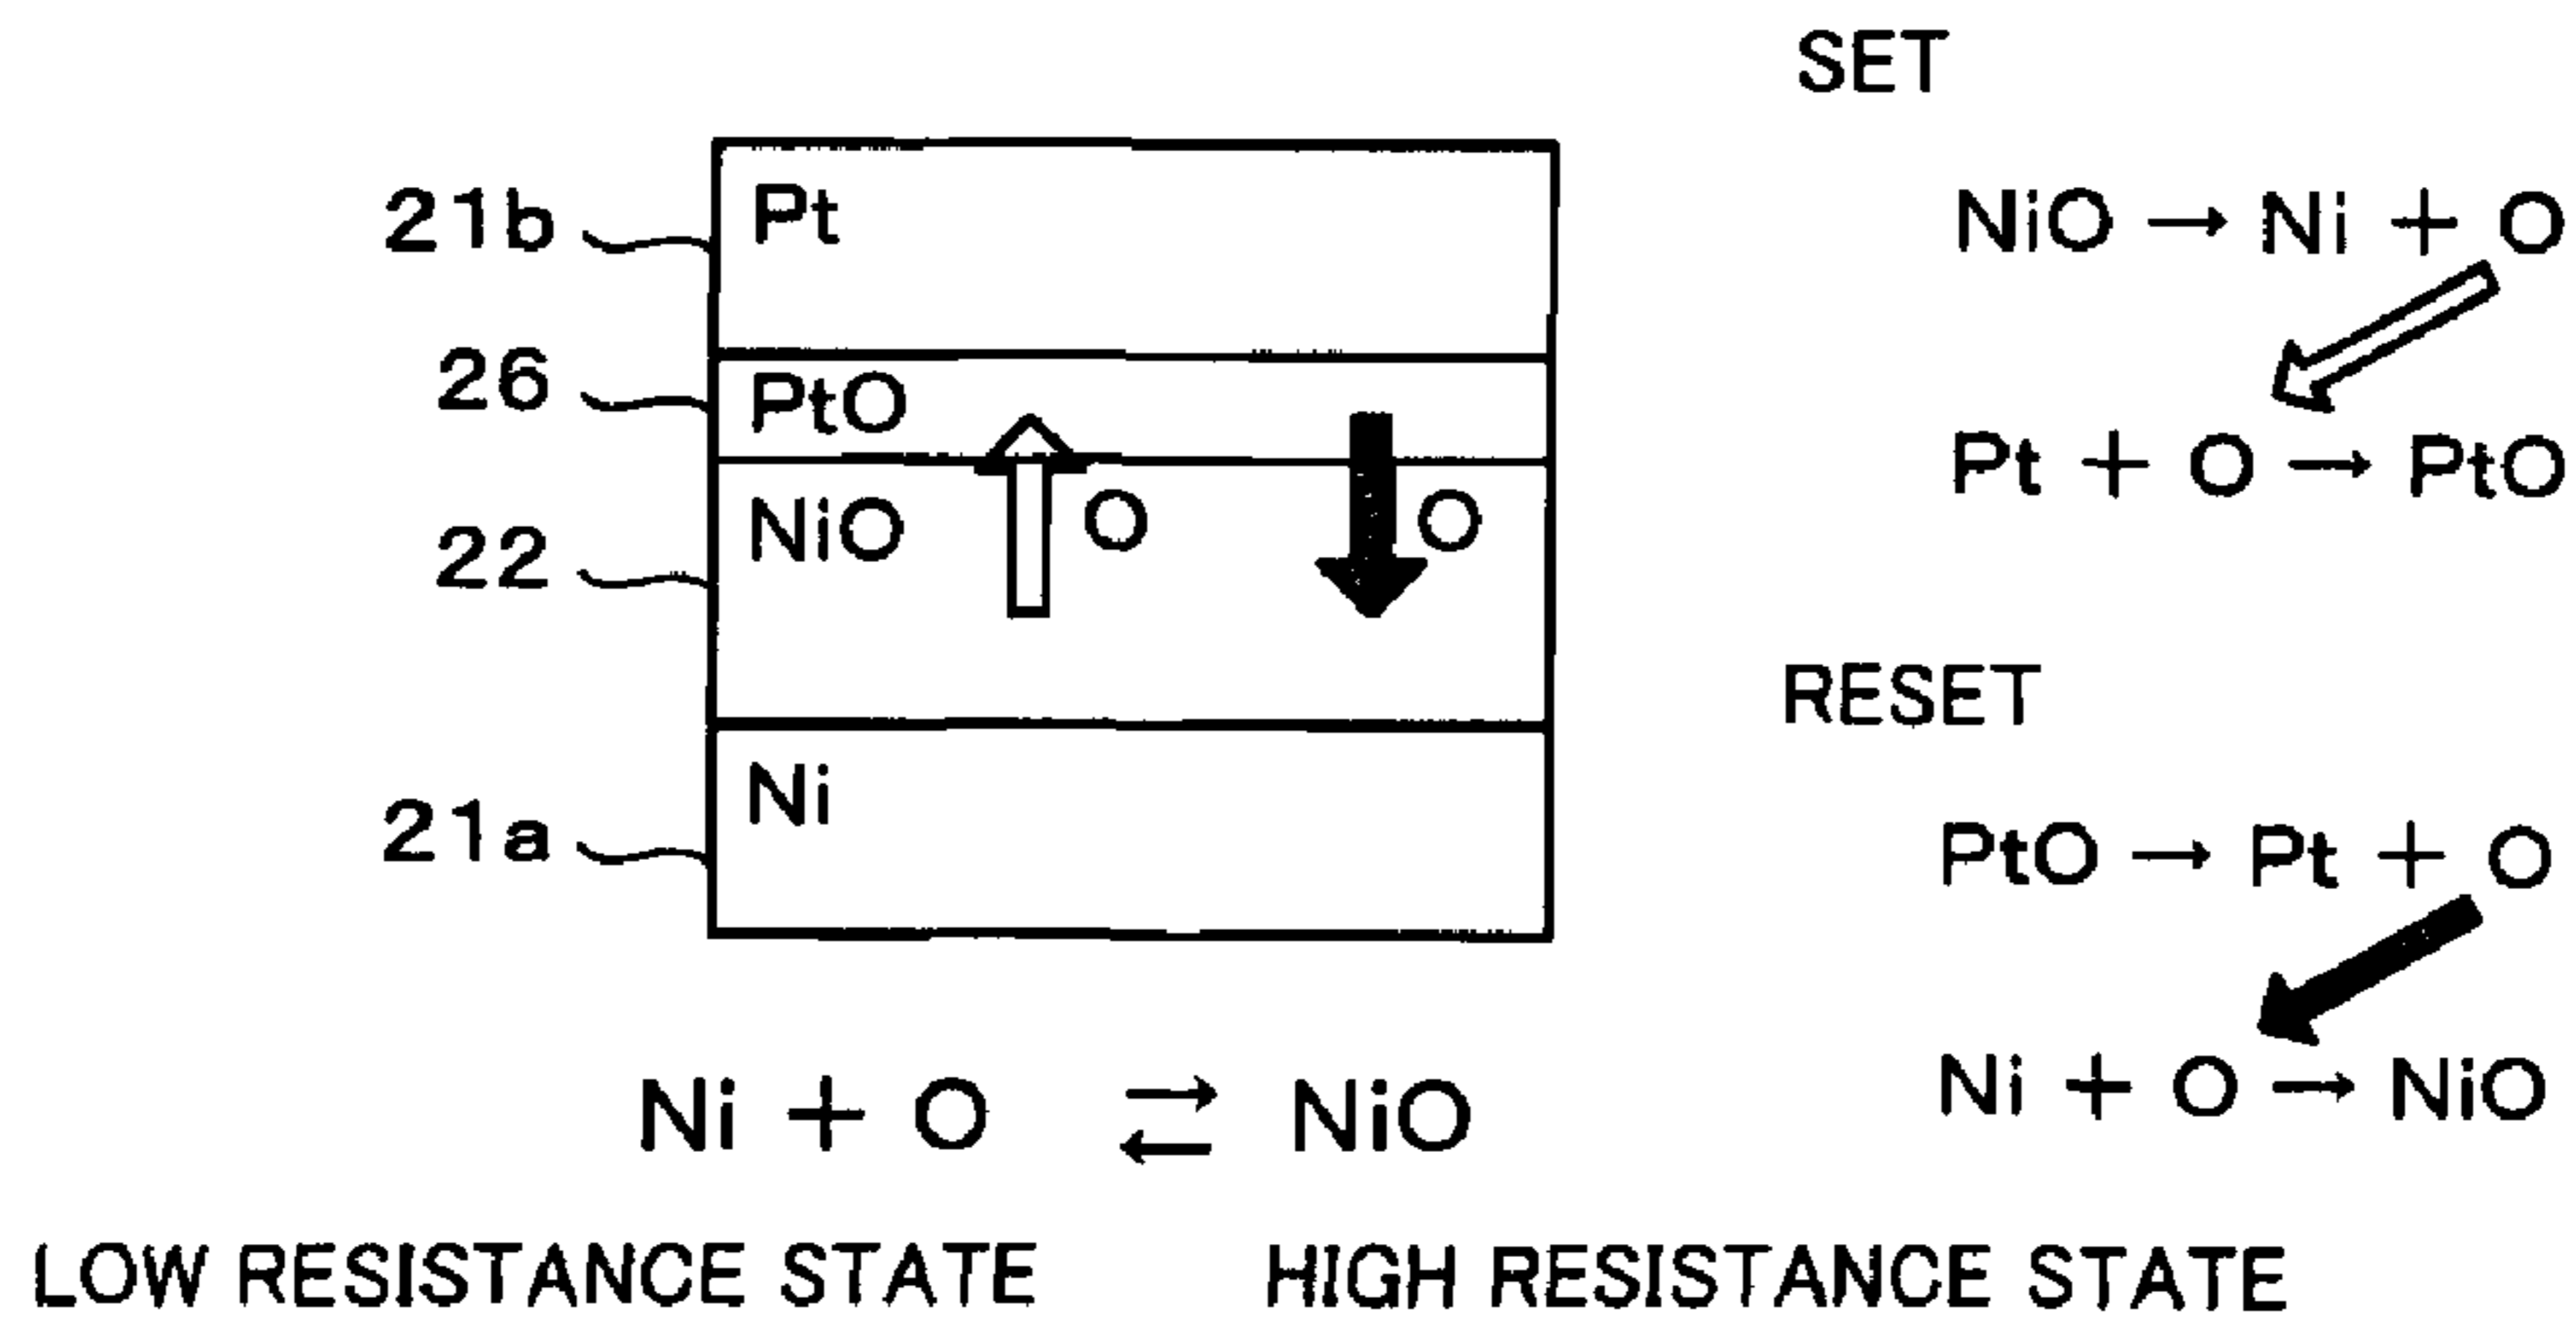 SET
21b Pt
NiO → Ni + O
26 PtO
Pt + O → PtO
22 NiO O O
RESET
21a Ni
PtO → Pt + O
Ni + O → NiO
Ni + O ⇄ NiO
LOW RESISTANCE STATE HIGH RESISTANCE STATE